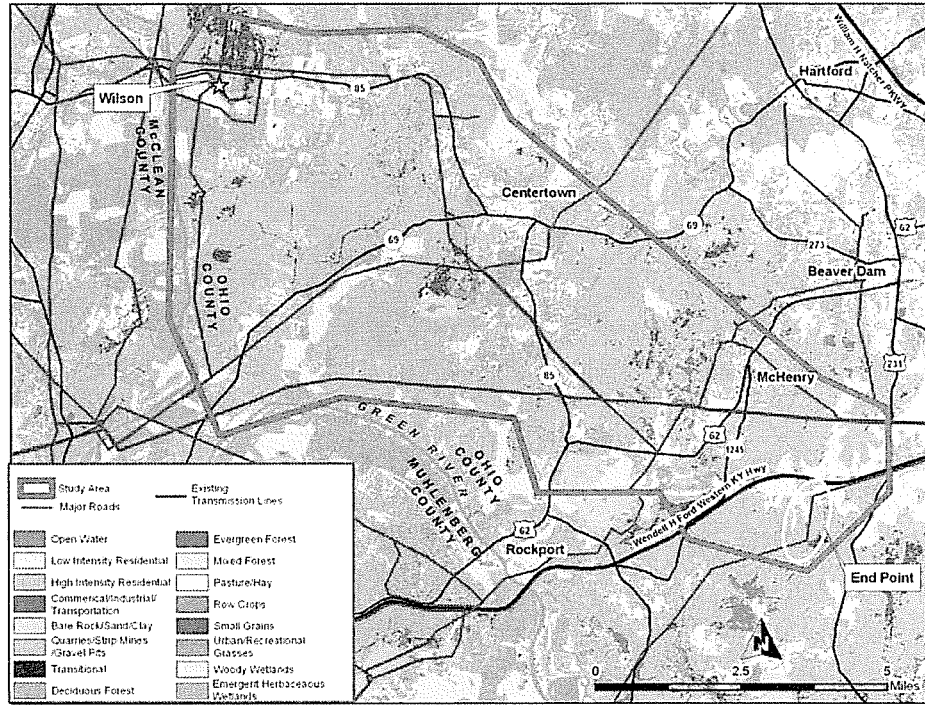 William H Natcher PKWY
Hartford
Wilson
85
McCLEAN
COUNTY
Centertown
69
69
62
273
Beaver Dam
OHIO
COUNTY
231
McHenry
85
GREEN RIVER
OHIO
COUNTY
MUHLENBERG
COUNTY
62
1245
Wendell H Ford Western KY Hwy
62
Rockport
End Point
Study Area
Major Roads
Existing
Transmission Lines
Open Water
Low Intensity Residential
High Intensity Residential
Commerical/Industrial/
Transportation
Bare Rock/Sand/Clay
Quarries/Strip Mines
/Gravel Pits
Transitional
Deciduous Forest
Evergreen Forest
Mixed Forest
Pasture/Hay
Row Crops
Small Grains
Urban/Recreational
Grasses
Woody Wetlands
Emergent Herbaceous
Wetlands
N
0 2.5 5
Miles